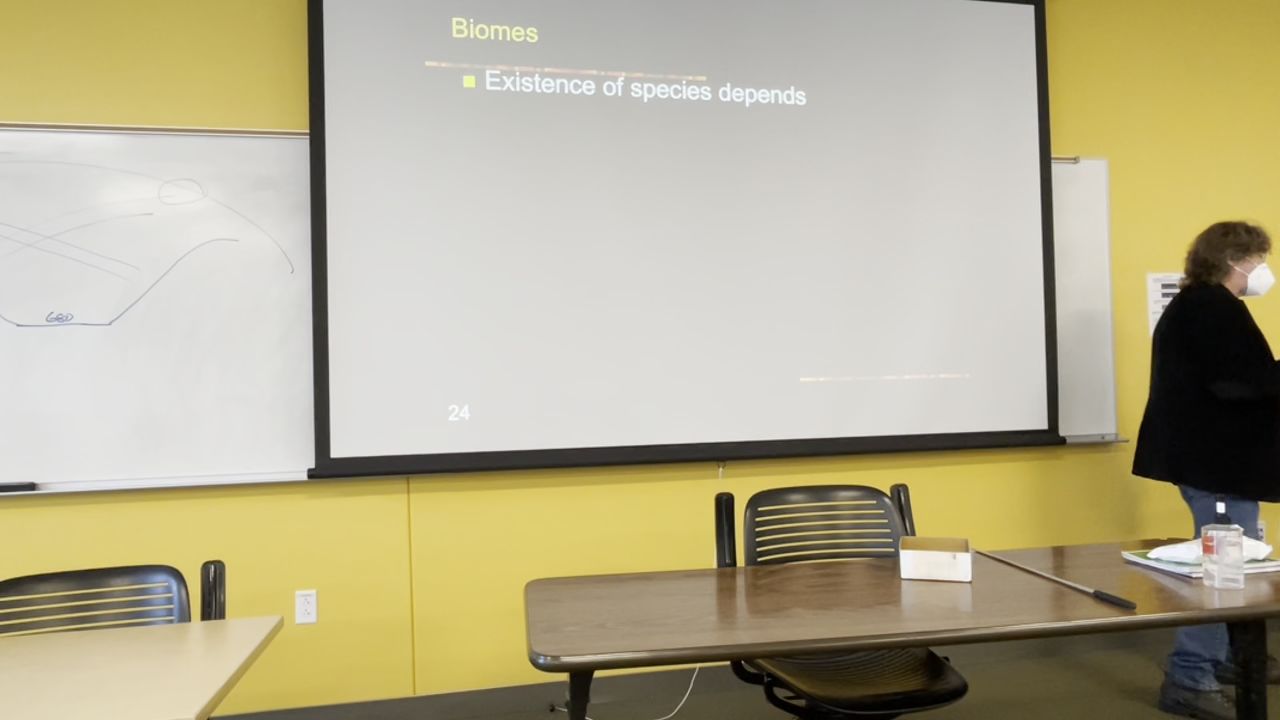 Biomes
Existence of species depends
24